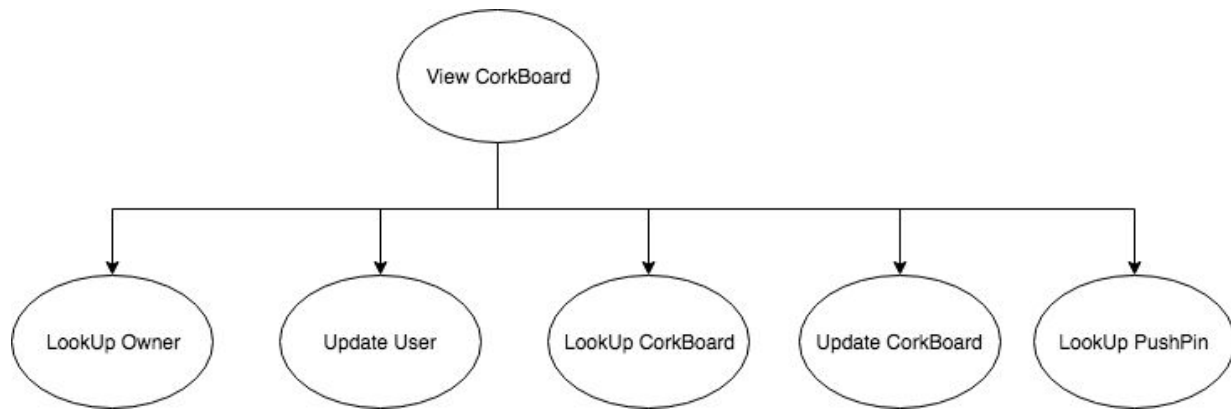 View CorkBoard
LookUp Owner
Update User
LookUp CorkBoard
Update CorkBoard
LookUp PushPin